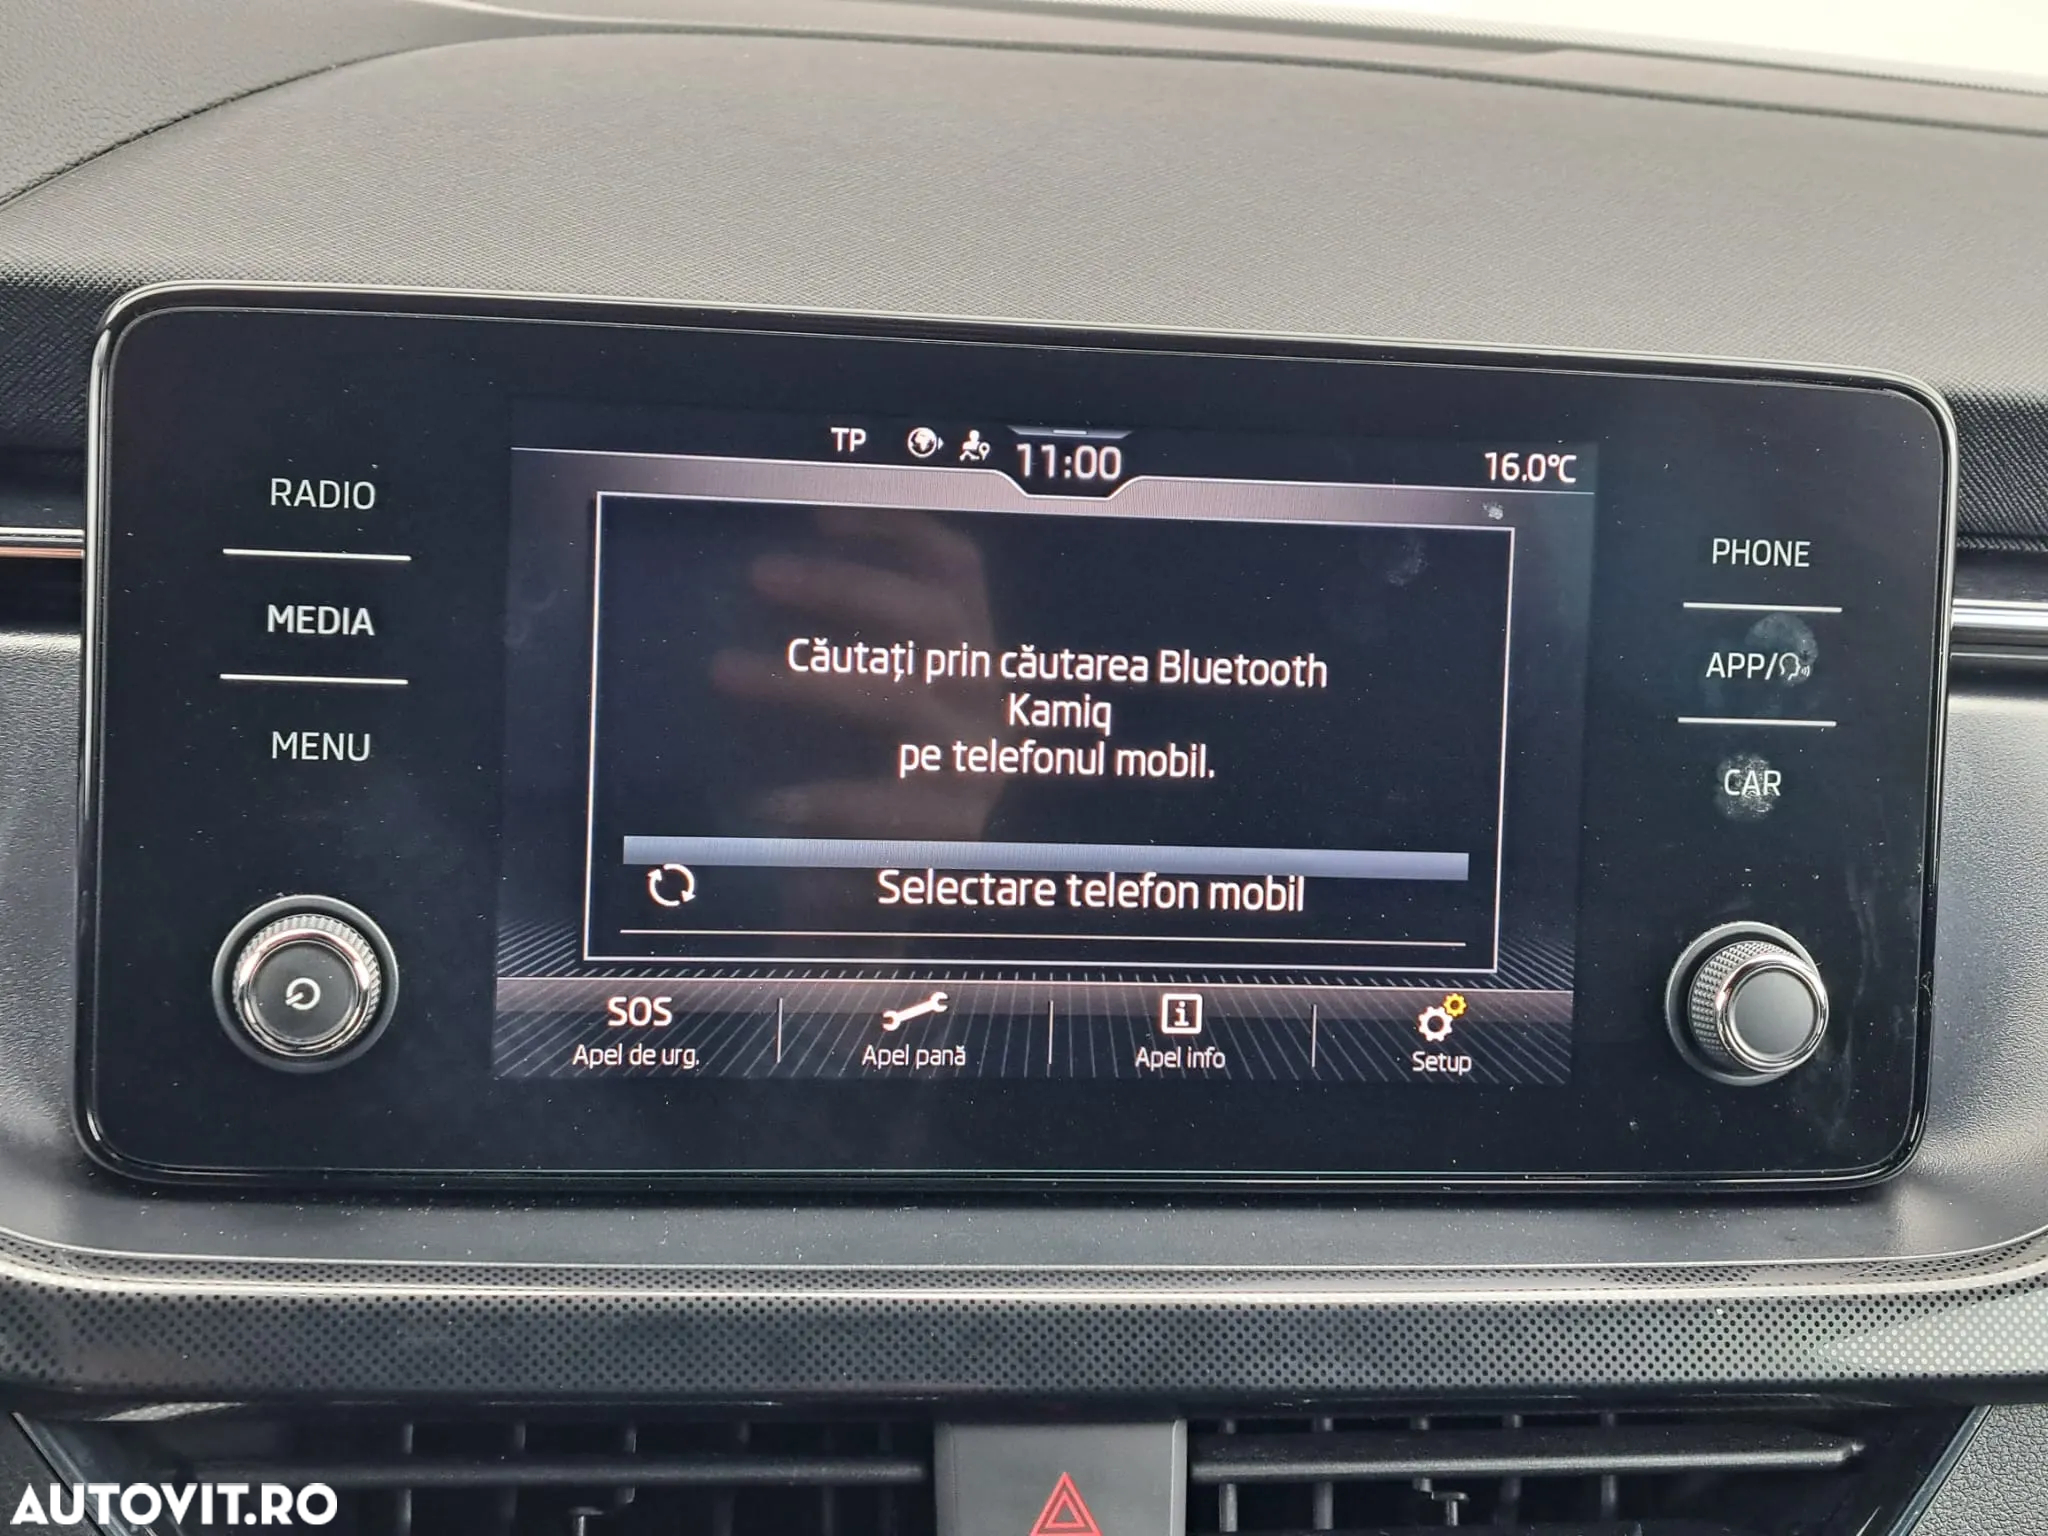 TP
11:00
16.0°C
RADIO
MEDIA
MENU
PHONE
APP/
CAR
Căutați prin căutarea Bluetooth
Kamiq
pe telefonul mobil.
Selectare telefon mobil
SOS
Apel de urg.
Apel pană
Apel info
Setup
AUTOVIT.RO